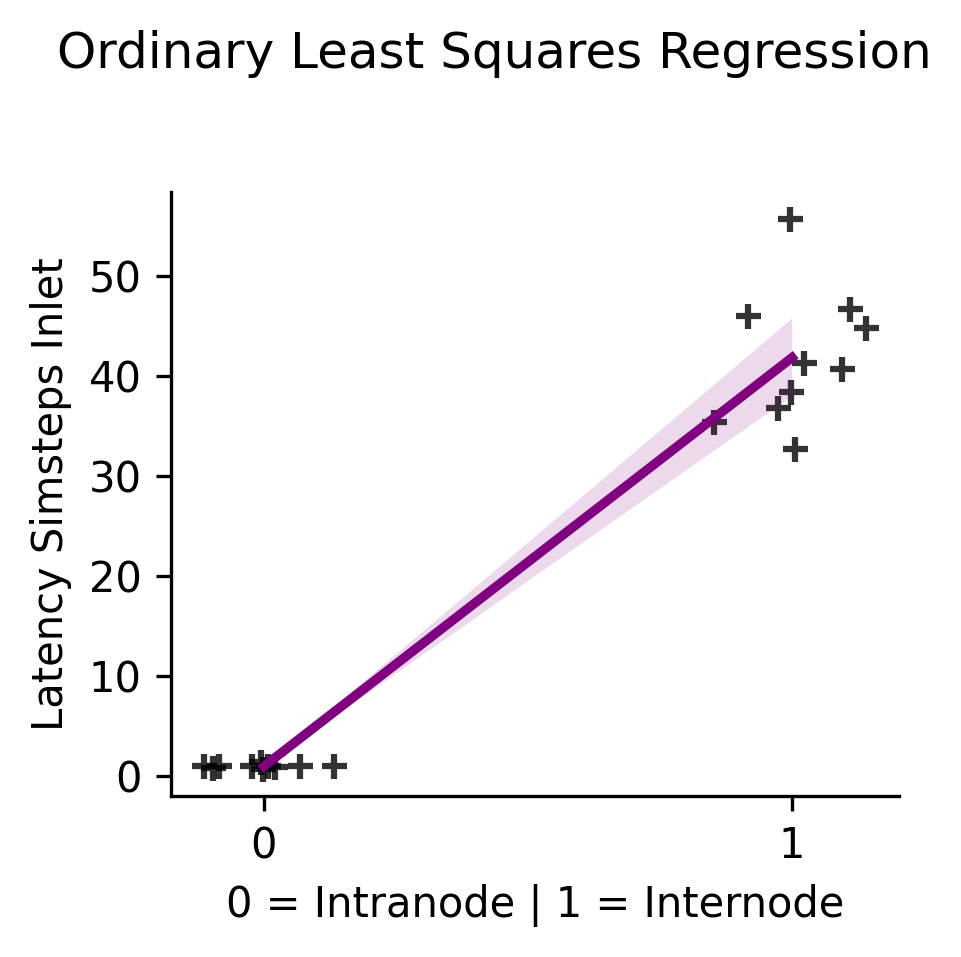 Ordinary Least Squares Regression
Latency Simsteps Inlet
50
40
30
20
10
0
0 1
0 = Intranode | 1 = Internode